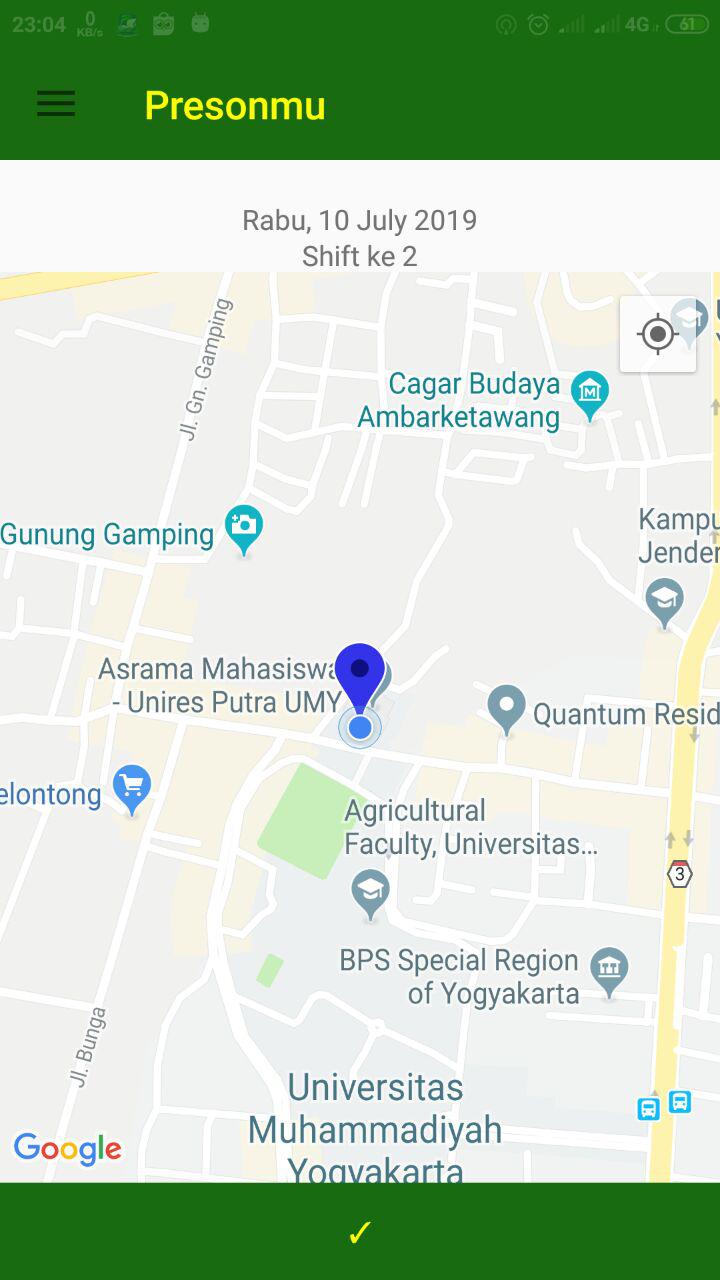 23:04 0 KB/s 4G 61
Presonmu
Rabu, 10 July 2019
Shift ke 2
Jl. Gn. Gamping
Cagar Budaya
Ambarketawang
Gunung Gamping
Kampu
Jender
Asrama Mahasiswa
- Unires Putra UMY
Quantum Resid
elontong
Agricultural
Faculty, Universitas...
3
BPS Special Region
of Yogyakarta
Jl. Bunga
Universitas
Muhammadiyah
Yogyakarta
Google